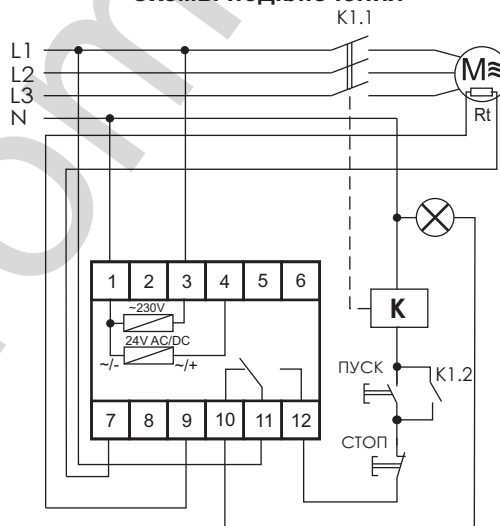 K1.1
L1
L2
L3
N
M≋
Rt
1 2 3 4 5 6
~230V
24V AC/DC
~/- ~/+
K
ПУСК
K1.2
7 8 9 10 11 12
СТОП